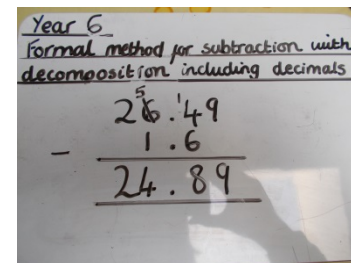 Year 6
Formal method for subtraction with
decomposition including decimals
5 1
26.49
- 1.6
24.89